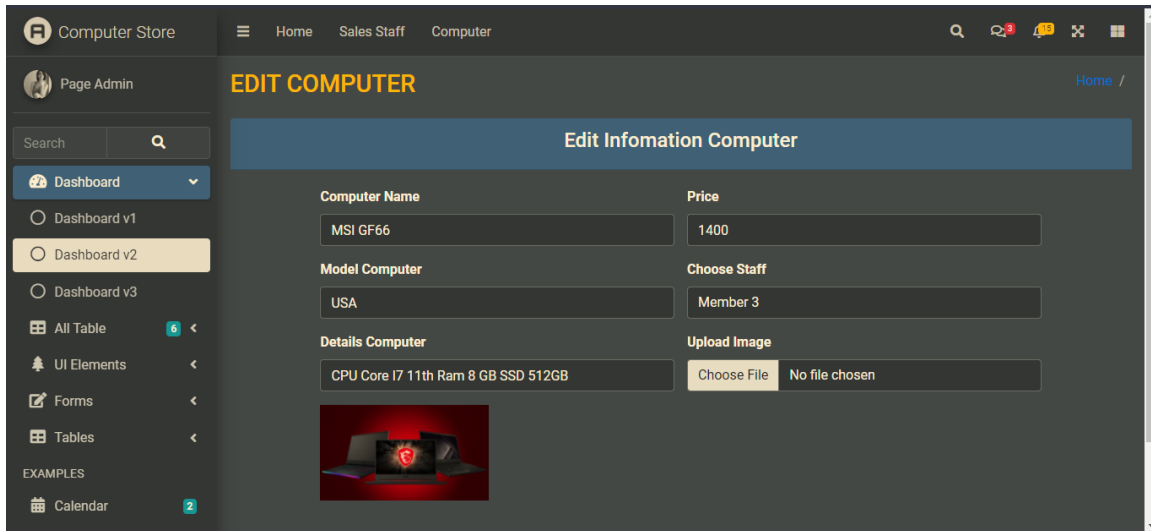 Computer Store
Home Sales Staff Computer 3 15
Page Admin
EDIT COMPUTER
Home /
Search
Edit Infomation Computer
Dashboard
Dashboard v1
Dashboard v2
Dashboard v3
All Table 6
UI Elements
Forms
Tables
EXAMPLES
Calendar 2
Computer Name
MSI GF66
Price
1400
Model Computer
USA
Choose Staff
Member 3
Details Computer
CPU Core I7 11th Ram 8 GB SSD 512GB
Upload Image
Choose File No file chosen